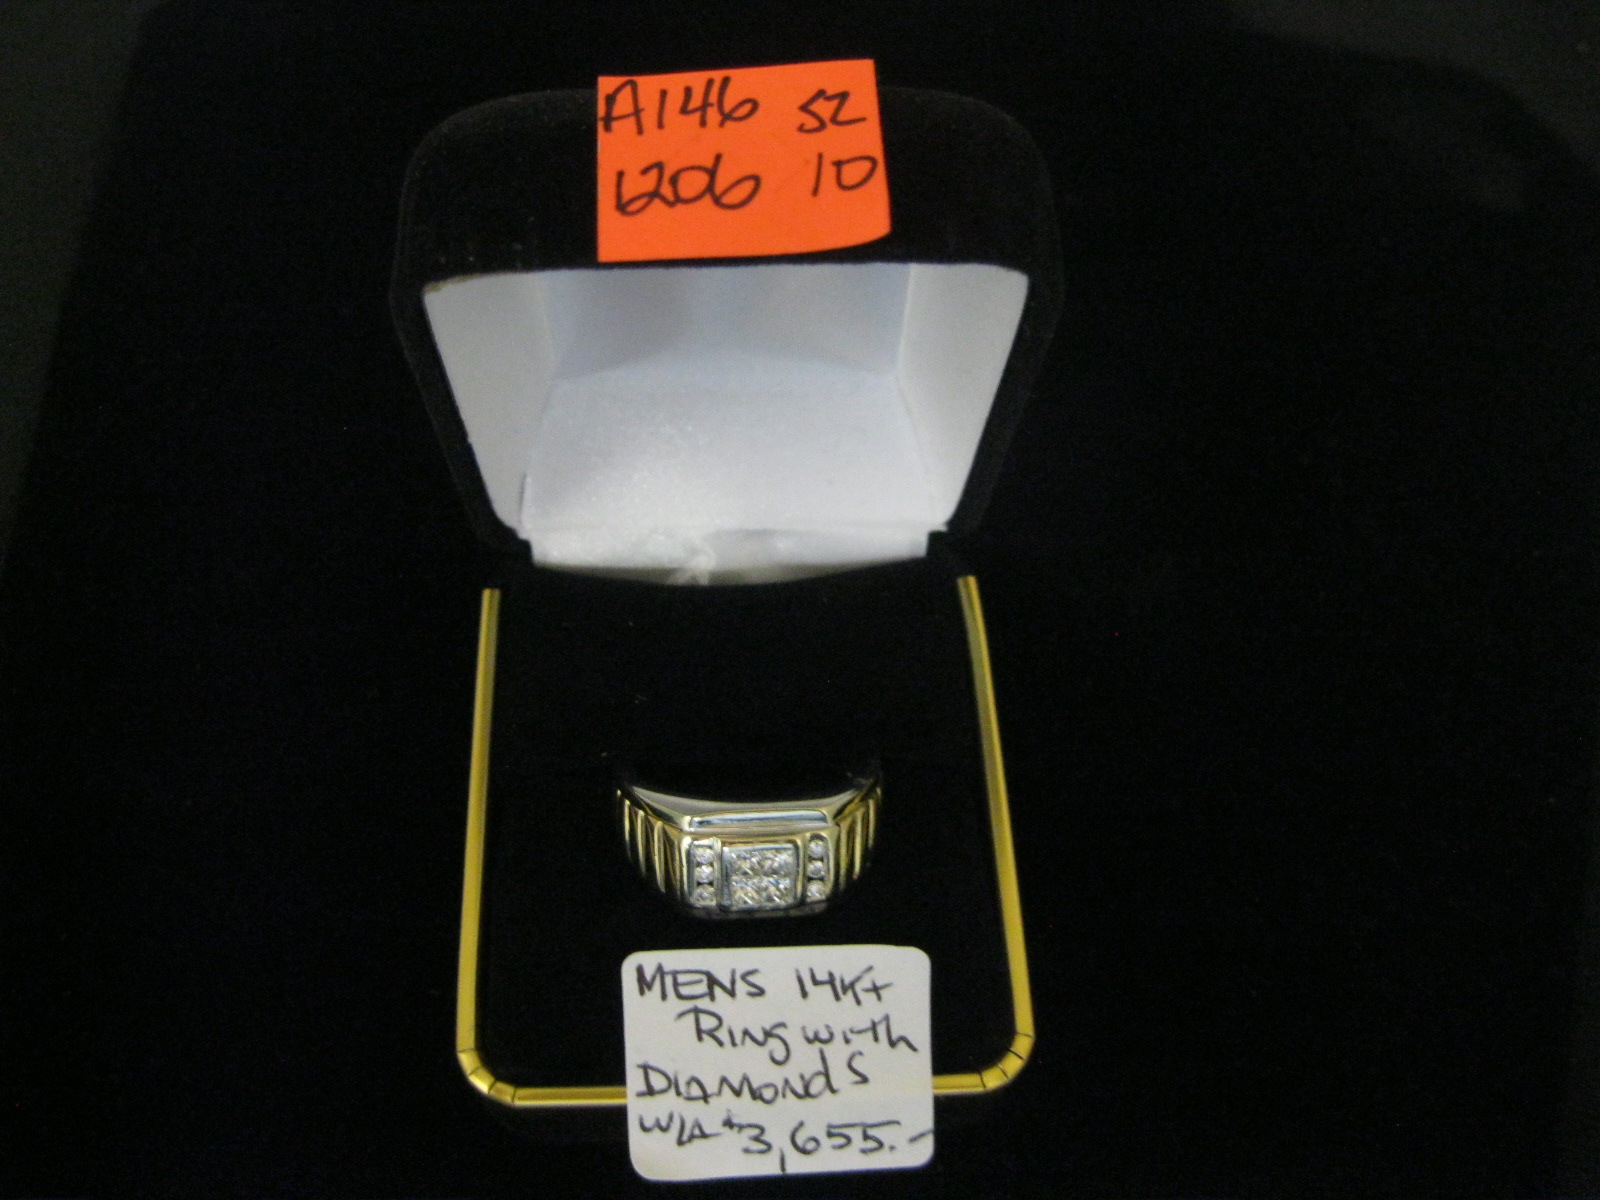 A146 SZ
1206 10
MENS 14KT
RING WITH
DIAMONDS
W/A $3,655.-